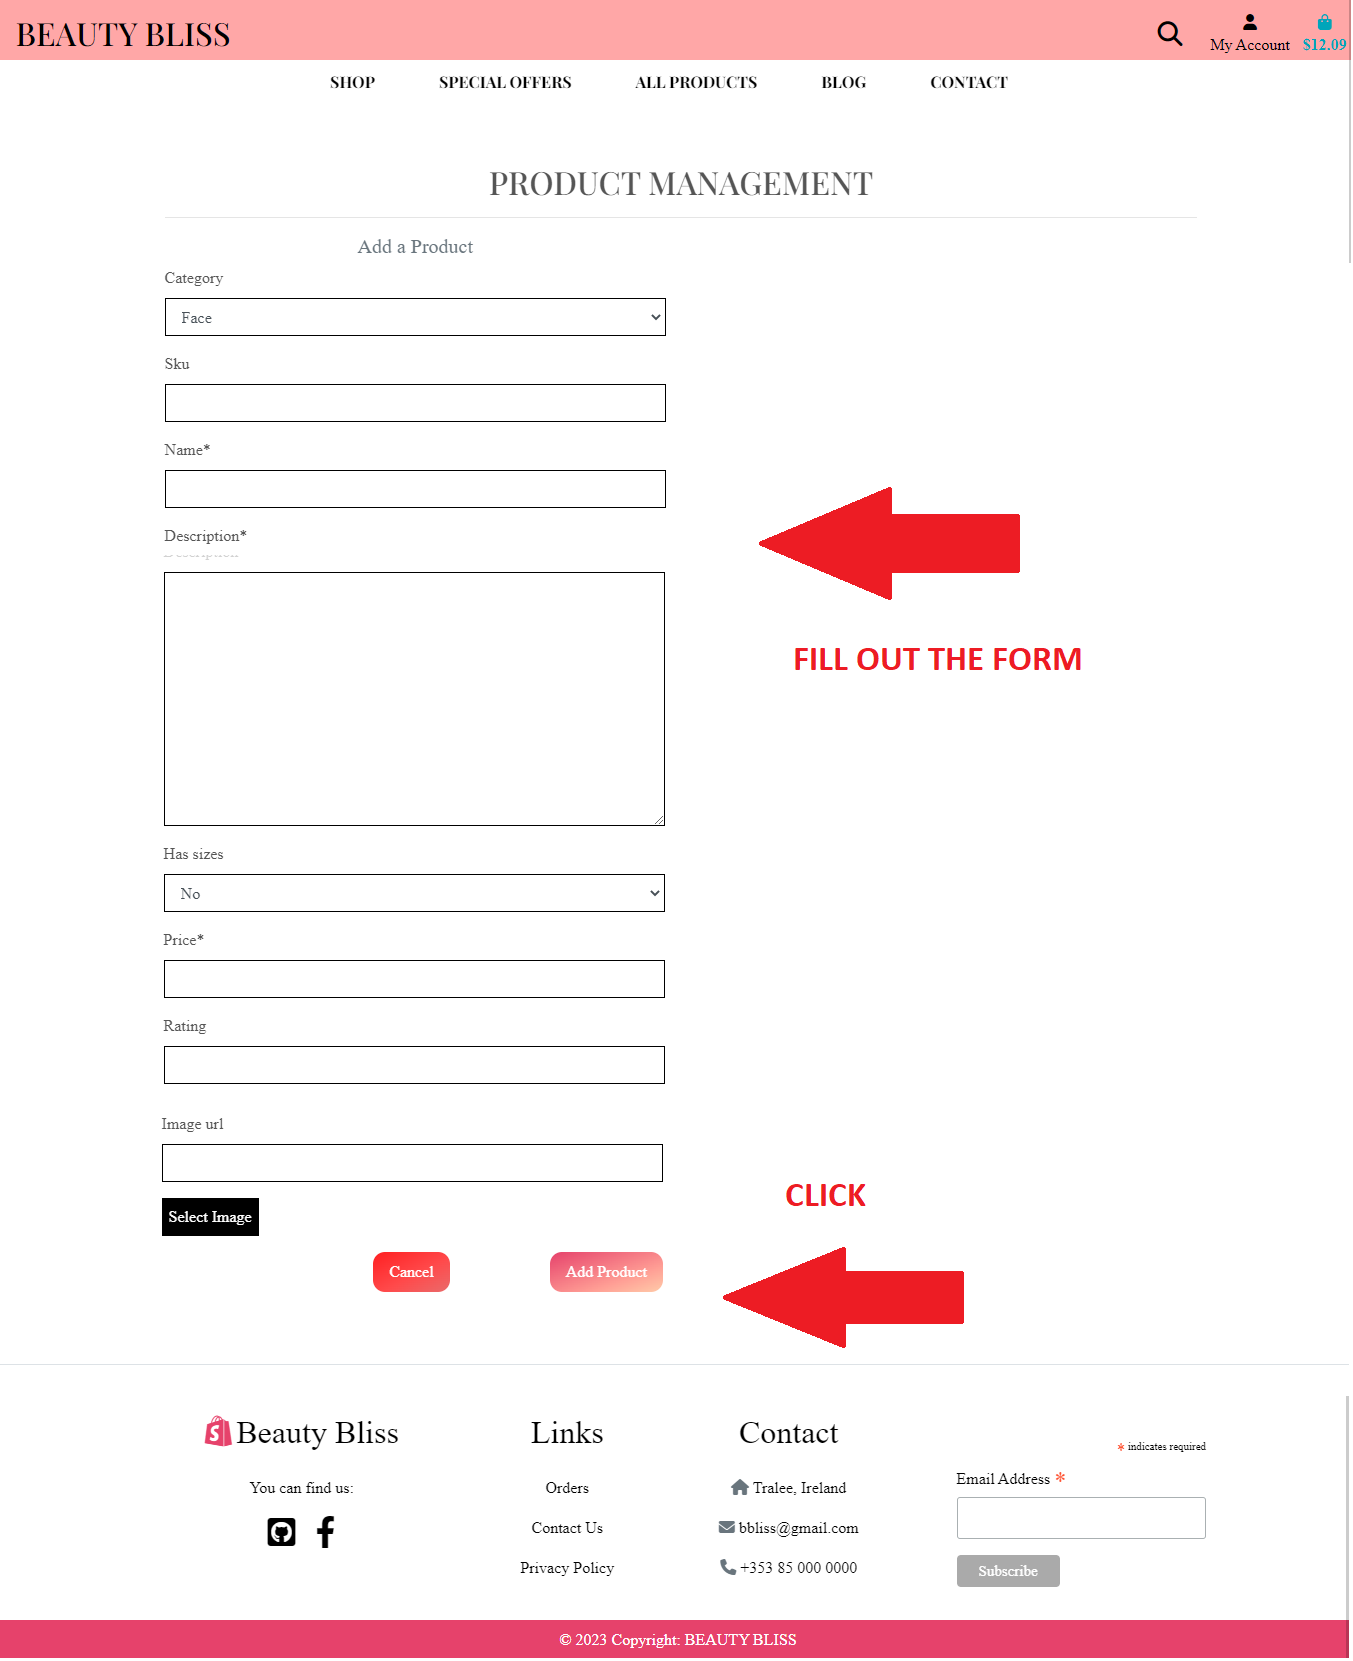 BEAUTY BLISS
My Account
$12.09
SHOP SPECIAL OFFERS ALL PRODUCTS BLOG CONTACT
PRODUCT MANAGEMENT
Add a Product
Category
Face
Sku
Name*
Description*
Description
FILL OUT THE FORM
Has sizes
No
Price*
Rating
Image url
CLICK
Select Image
Cancel
Add Product
S
Beauty Bliss
You can find us:
Links
Orders
Contact Us
Privacy Policy
Contact
Tralee, Ireland
bbliss@gmail.com
+353 85 000 0000
* indicates required
Email Address *
Subscribe
© 2023 Copyright: BEAUTY BLISS